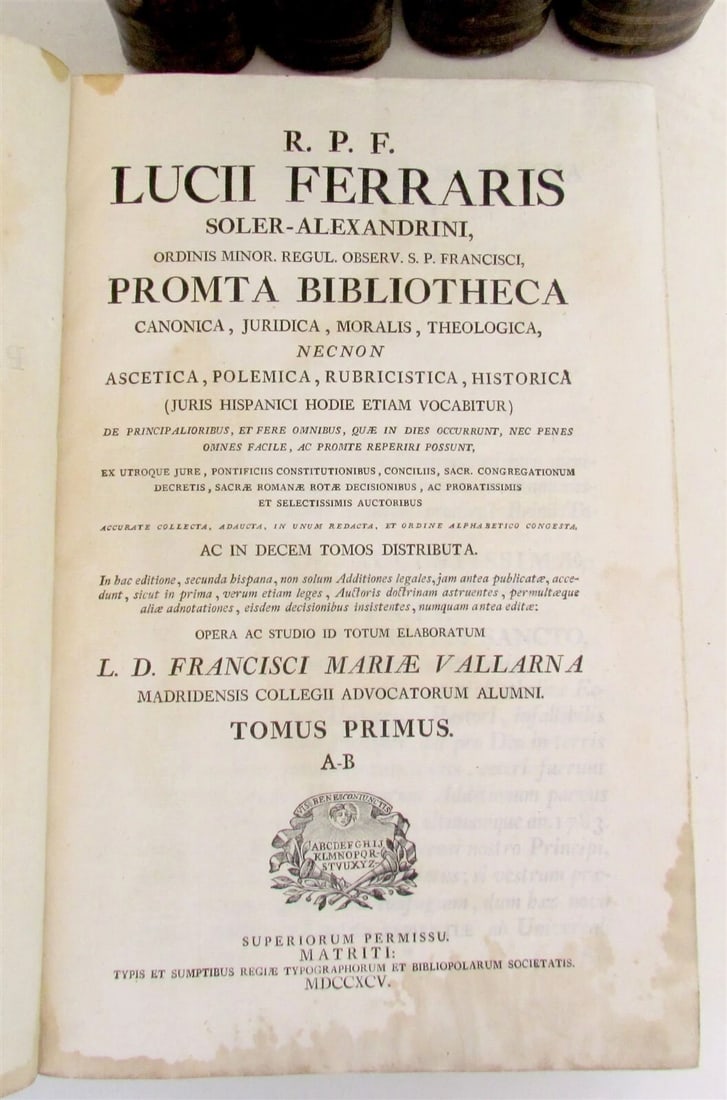 R. P. F.
LUCII FERRARIS
SOLER-ALEXANDRINI,
ORDINIS MINOR. REGUL. OBSERV. S. P. FRANCISCI,
PROMTA BIBLIOTHECA
CANONICA, JURIDICA, MORALIS, THEOLOGICA,
NECNON
ASCETICA, POLEMICA, RUBRICISTICA, HISTORICA
(JURIS HISPANICI HODIE ETIAM VOCABITUR)
DE PRINCIPALIORIBUS, ET FERE OMNIBUS, QUÆ IN DIES OCCURRUNT, NEC PENES
OMNES FACILE, AC PROMTE REPERIRI POSSUNT,
EX UTROQUE JURE, PONTIFICIIS CONSTITUTIONIBUS, CONCILIIS, SACR. CONGREGATIONUM
DECRETIS, SACRÆ ROMANÆ ROTÆ DECISIONIBUS, AC PROBATISSIMIS
ET SELECTISSIMIS AUCTORIBUS
ACCURATE COLLECTA, ADAUCTA, IN UNUM REDACTA, ET ORDINE ALPHABETICO CONGESTA,
AC IN DECEM TOMOS DISTRIBUTA.
In hac editione, secunda hispana, non solum Additiones legales, jam antea publicatæ, acce-
dunt, sicut in prima, verum etiam leges, Auctoris doctrinam astruentes, permultæque
aliæ adnotationes, eisdem decisionibus insistentes, numquam antea editæ:
OPERA AC STUDIO ID TOTUM ELABORATUM
L. D. FRANCISCI MARIÆ VALLARNA
MADRIDENSIS COLLEGII ADVOCATORUM ALUMNI.
TOMUS PRIMUS.
A-B
BENE CONIUNCTIS
ABCDEFGHIJ
KLMNOPQR-
STVUXYZ
SUPERIORUM PERMISSU.
MATRITI:
TYPIS ET SUMPTIBUS REGIÆ TYPOGRAPHORUM ET BIBLIOPOLARUM SOCIETATIS.
MDCCXCV.